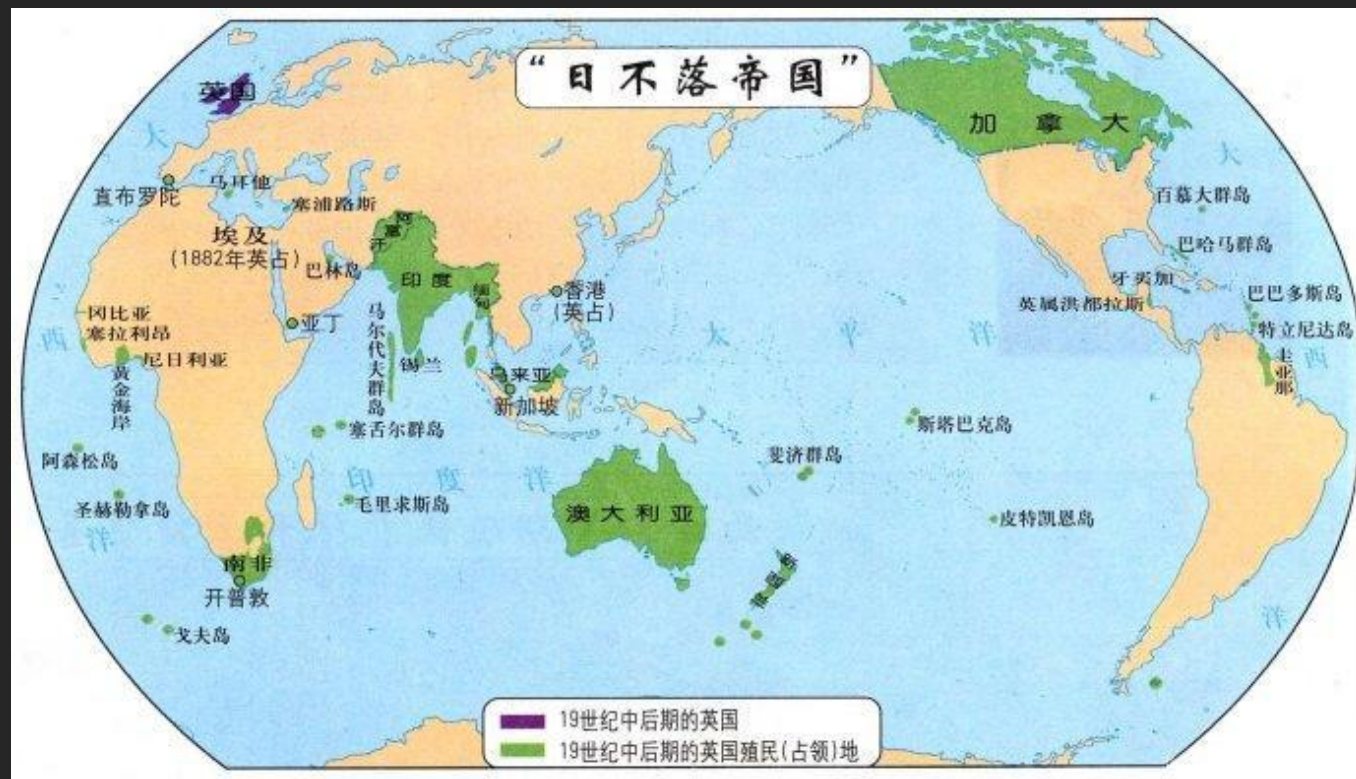 “日不落帝国”
英国
加拿大
大
大
直布罗陀
马耳他
塞浦路斯
百慕大群岛
埃及
(1882年英占)
巴哈马群岛
阿富汗
巴林岛
印度
缅甸
香港
(英占)
牙买加
英属洪都拉斯
巴巴多斯岛
冈比亚
塞拉利昂
亚丁
马尔代夫群岛
西
太平洋
特立尼达岛
西
尼日利亚
锡兰
圭亚那
黄金海岸
马来亚
新加坡
塞舌尔群岛
斯塔巴克岛
斐济群岛
阿森松岛
印度洋
圣赫勒拿岛
毛里求斯岛
澳大利亚
皮特凯恩岛
洋
南非
新西兰
开普敦
洋
戈夫岛
19世纪中后期的英国
19世纪中后期的英国殖民(占领)地